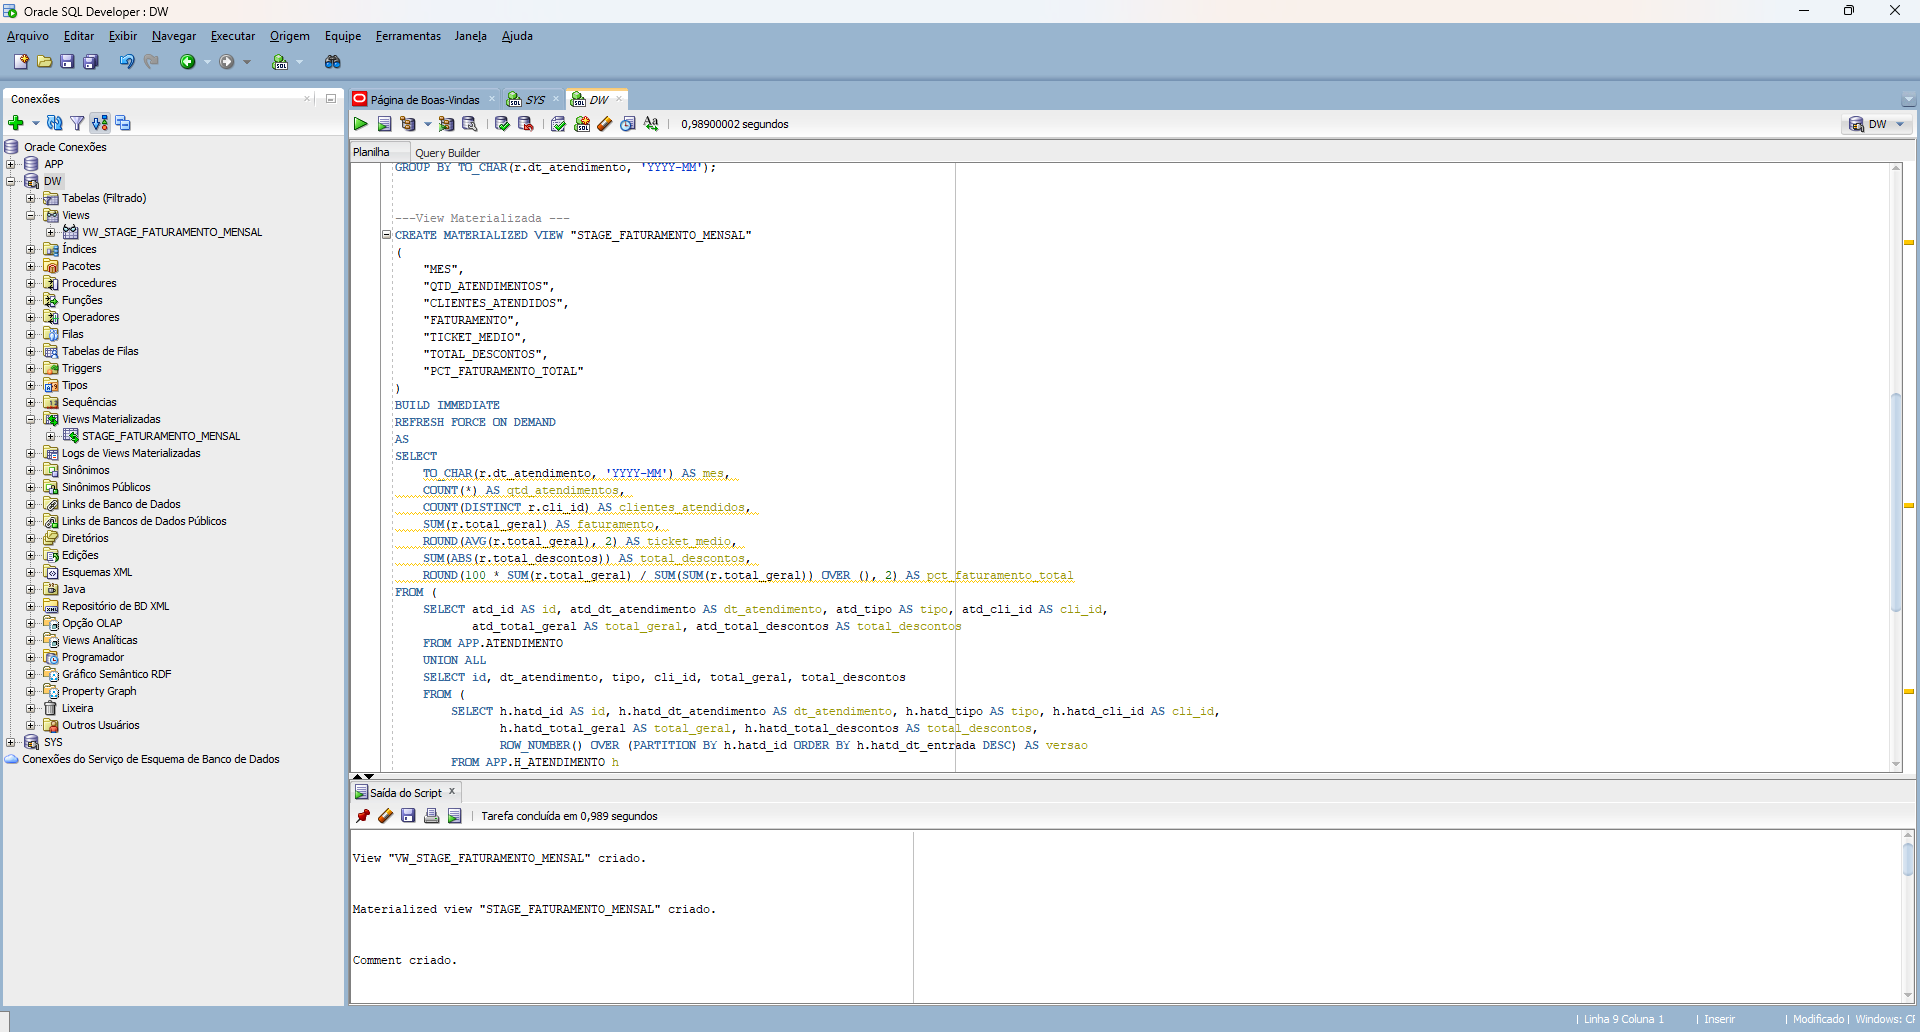 Oracle SQL Developer : DW
Arquivo Editar Exibir Navegar Executar Origem Equipe Ferramentas Janela Ajuda
Conexões
Oracle Conexões
APP
DW
Tabelas (Filtrado)
Views
VW_STAGE_FATURAMENTO_MENSAL
Índices
Pacotes
Procedures
Funções
Operadores
Filas
Tabelas de Filas
Triggers
Tipos
Sequências
Views Materializadas
STAGE_FATURAMENTO_MENSAL
Logs de Views Materializadas
Sinônimos
Sinônimos Públicos
Links de Banco de Dados
Links de Bancos de Dados Públicos
Diretórios
Edições
Esquemas XML
Java
Repositório de BD XML
Opção OLAP
Views Analíticas
Programador
Gráfico Semântico RDF
Property Graph
Lixeira
Outros Usuários
SYS
Conexões do Serviço de Esquema de Banco de Dados
Página de Boas-Vindas SYS DW
0,98900002 segundos
DW
Planilha Query Builder
GROUP BY TO_CHAR(r.dt_atendimento, 'YYYY-MM');
---View Materializada ---
CREATE MATERIALIZED VIEW "STAGE_FATURAMENTO_MENSAL"
(
"MES",
"QTD_ATENDIMENTOS",
"CLIENTES_ATENDIDOS",
"FATURAMENTO",
"TICKET_MEDIO",
"TOTAL_DESCONTOS",
"PCT_FATURAMENTO_TOTAL"
)
BUILD IMMEDIATE
REFRESH FORCE ON DEMAND
AS
SELECT
TO_CHAR(r.dt_atendimento, 'YYYY-MM') AS mes,
COUNT(*) AS qtd_atendimentos,
COUNT(DISTINCT r.cli_id) AS clientes_atendidos,
SUM(r.total_geral) AS faturamento,
ROUND(AVG(r.total_geral), 2) AS ticket_medio,
SUM(ABS(r.total_descontos)) AS total_descontos,
ROUND(100 * SUM(r.total_geral) / SUM(SUM(r.total_geral)) OVER (), 2) AS pct_faturamento_total
FROM (
SELECT atd_id AS id, atd_dt_atendimento AS dt_atendimento, atd_tipo AS tipo, atd_cli_id AS cli_id,
atd_total_geral AS total_geral, atd_total_descontos AS total_descontos
FROM APP.ATENDIMENTO
UNION ALL
SELECT id, dt_atendimento, tipo, cli_id, total_geral, total_descontos
FROM (
SELECT h.hatd_id AS id, h.hatd_dt_atendimento AS dt_atendimento, h.hatd_tipo AS tipo, h.hatd_cli_id AS cli_id,
h.hatd_total_geral AS total_geral, h.hatd_total_descontos AS total_descontos,
ROW_NUMBER() OVER (PARTITION BY h.hatd_id ORDER BY h.hatd_dt_entrada DESC) AS versao
FROM APP.H_ATENDIMENTO h
Saída do Script
Tarefa concluída em 0,989 segundos
View "VW_STAGE_FATURAMENTO_MENSAL" criado.
Materialized view "STAGE_FATURAMENTO_MENSAL" criado.
Comment criado.
Linha 9 Coluna 1 Inserir Modificado Windows: